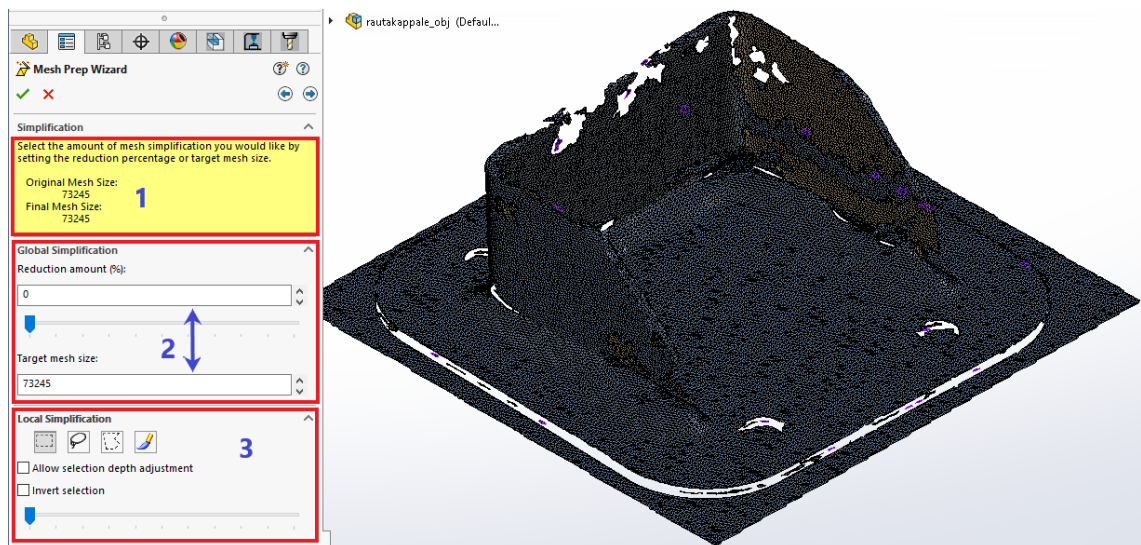 rautakappale_obj (Defaul...
Mesh Prep Wizard
Simplification
Select the amount of mesh simplification you would like by
setting the reduction percentage or target mesh size.
Original Mesh Size:
73245
Final Mesh Size:
73245
1
Global Simplification
Reduction amount (%):
0
2
Target mesh size:
73245
Local Simplification
3
Allow selection depth adjustment
Invert selection